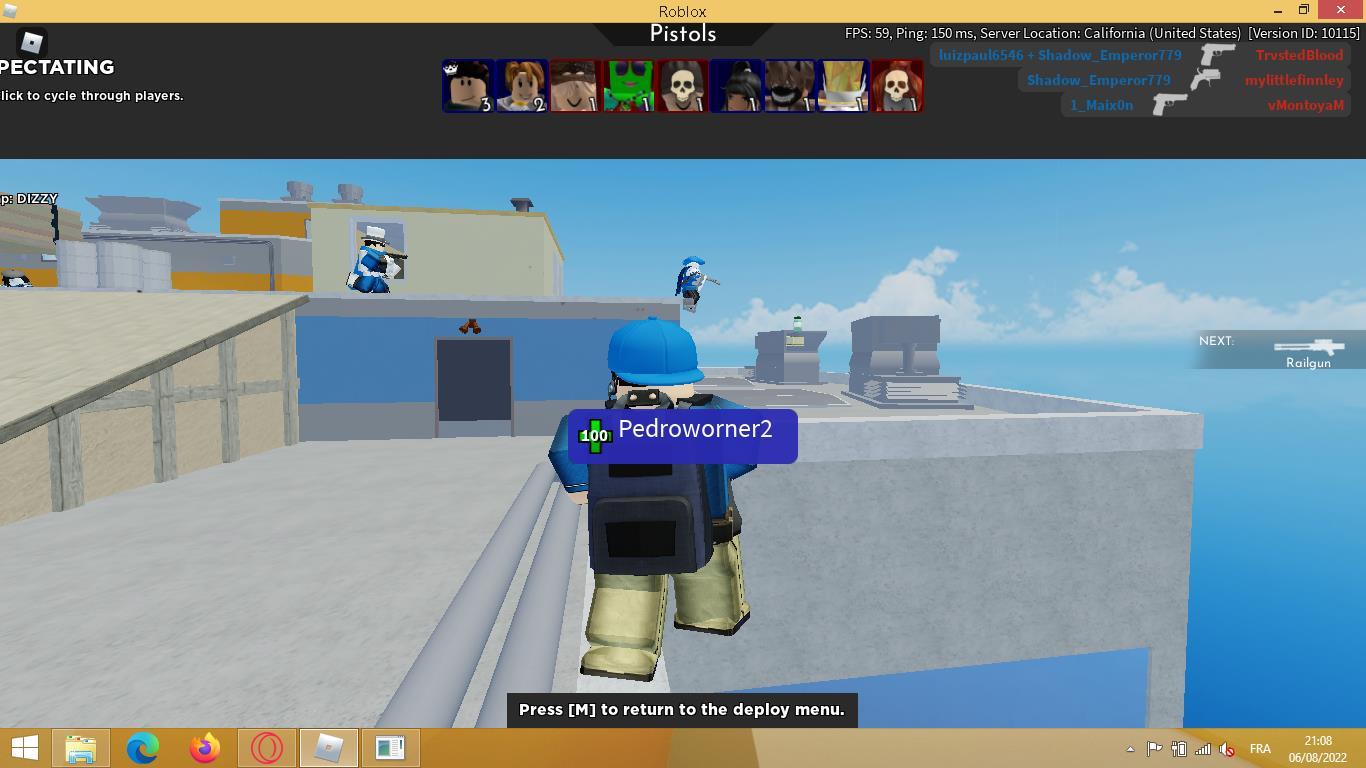 Roblox
Pistols
FPS: 59, Ping: 150 ms, Server Location: California (United States) [Version ID: 10115]
PECTATING
lick to cycle through players.
luizpaul6546 + Shadow_Emperor779 TrvstedBlood
Shadow_Emperor779 mylittlefinnley
1_Maix0n vMontoyaM
3 2 1 1 1 1 1 1 1
p: DIZZY
NEXT:
Railgun
100 Pedroworner2
Press [M] to return to the deploy menu.
FRA
21:08
06/08/2022